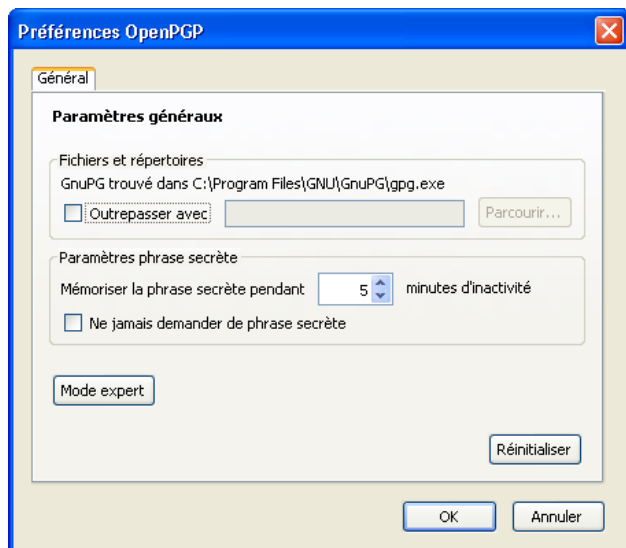 Préférences OpenPGP
Général
Paramètres généraux
Fichiers et répertoires
GnuPG trouvé dans C:\Program Files\GNU\GnuPG\gpg.exe
Outrepasser avec Parcourir...
Paramètres phrase secrète
Mémoriser la phrase secrète pendant 5 minutes d'inactivité
Ne jamais demander de phrase secrète
Mode expert
Réinitialiser
OK Annuler